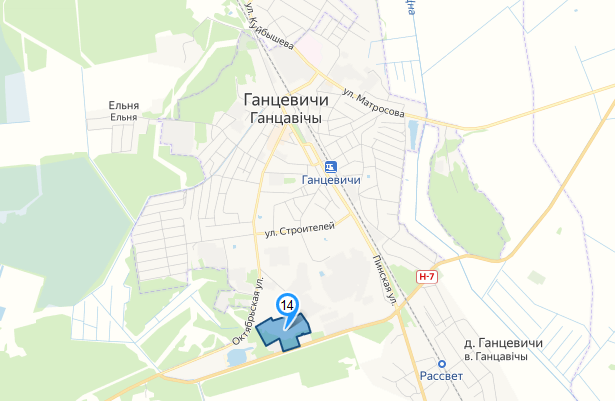 Цна
ул. Куйбышева
ул. Матросова
Ганцевичи
Ганцавічы
Ельня
Ельня
Ганцевичи
ул. Строителей
Пинская ул.
Н-7
Октябрьская ул.
14
д. Ганцевичи
в. Ганцавічы
Рассвет